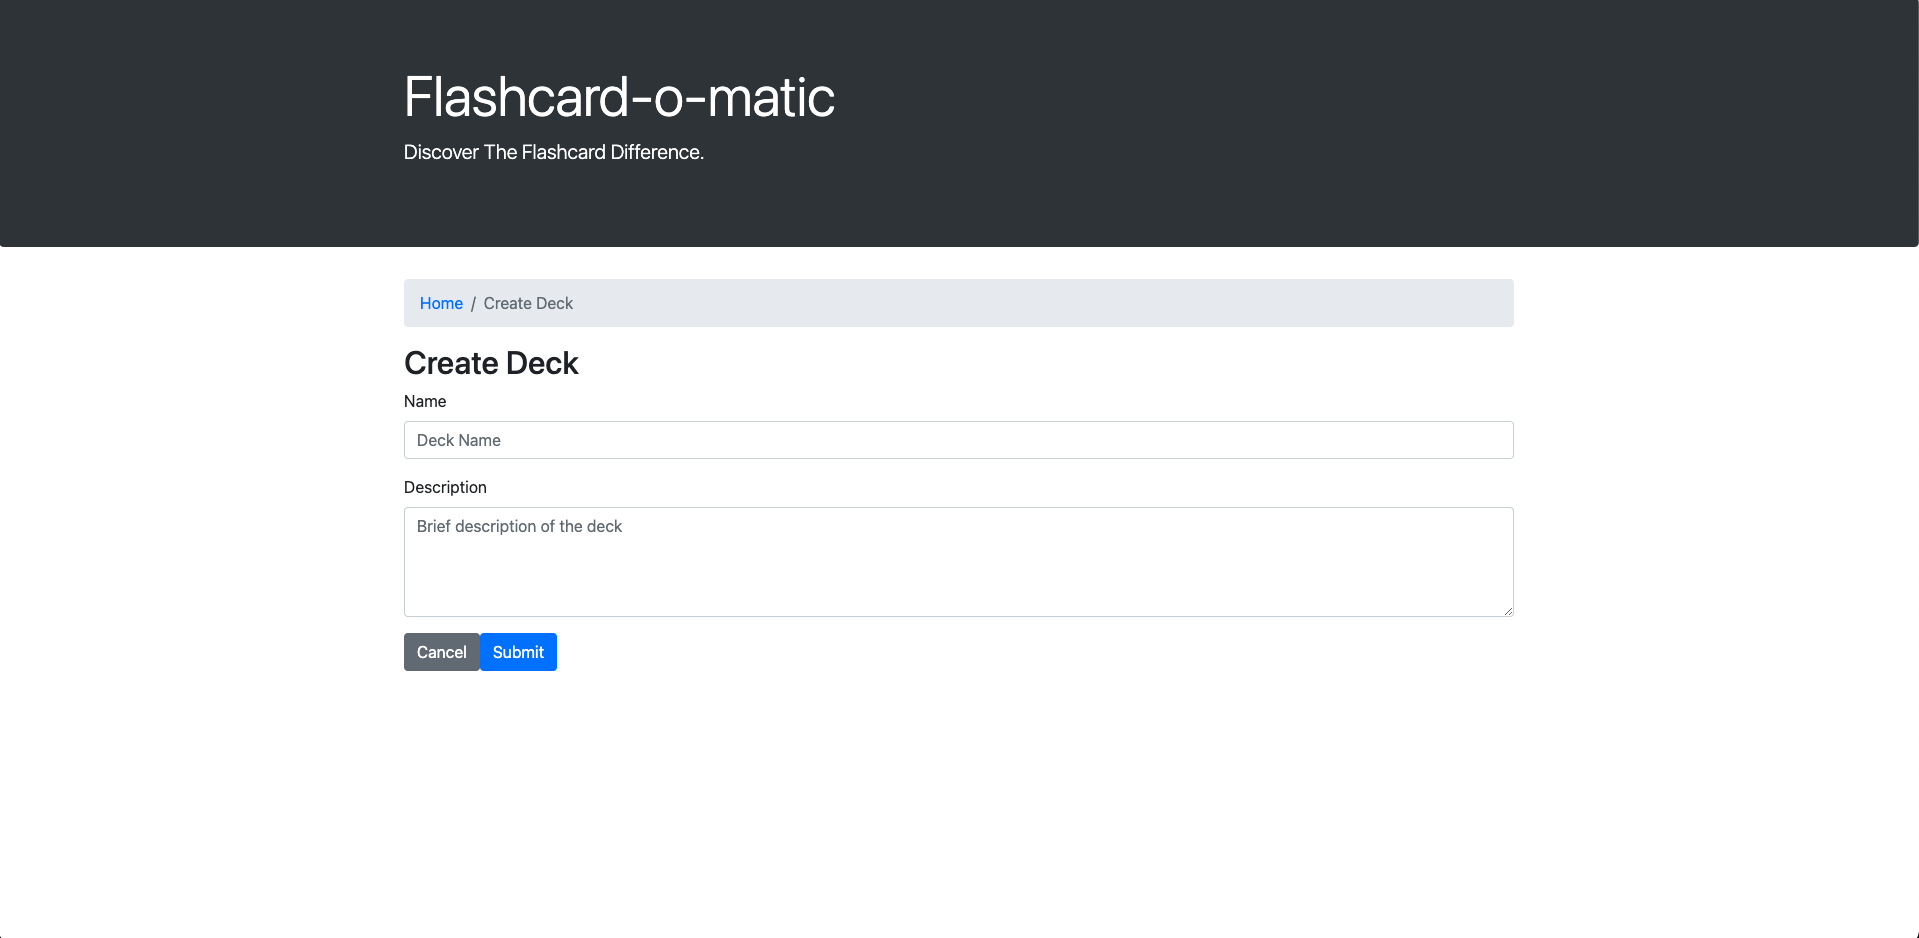 Flashcard-o-matic
Discover The Flashcard Difference.
Home / Create Deck
Create Deck
Name
Deck Name
Description
Brief description of the deck
Cancel Submit